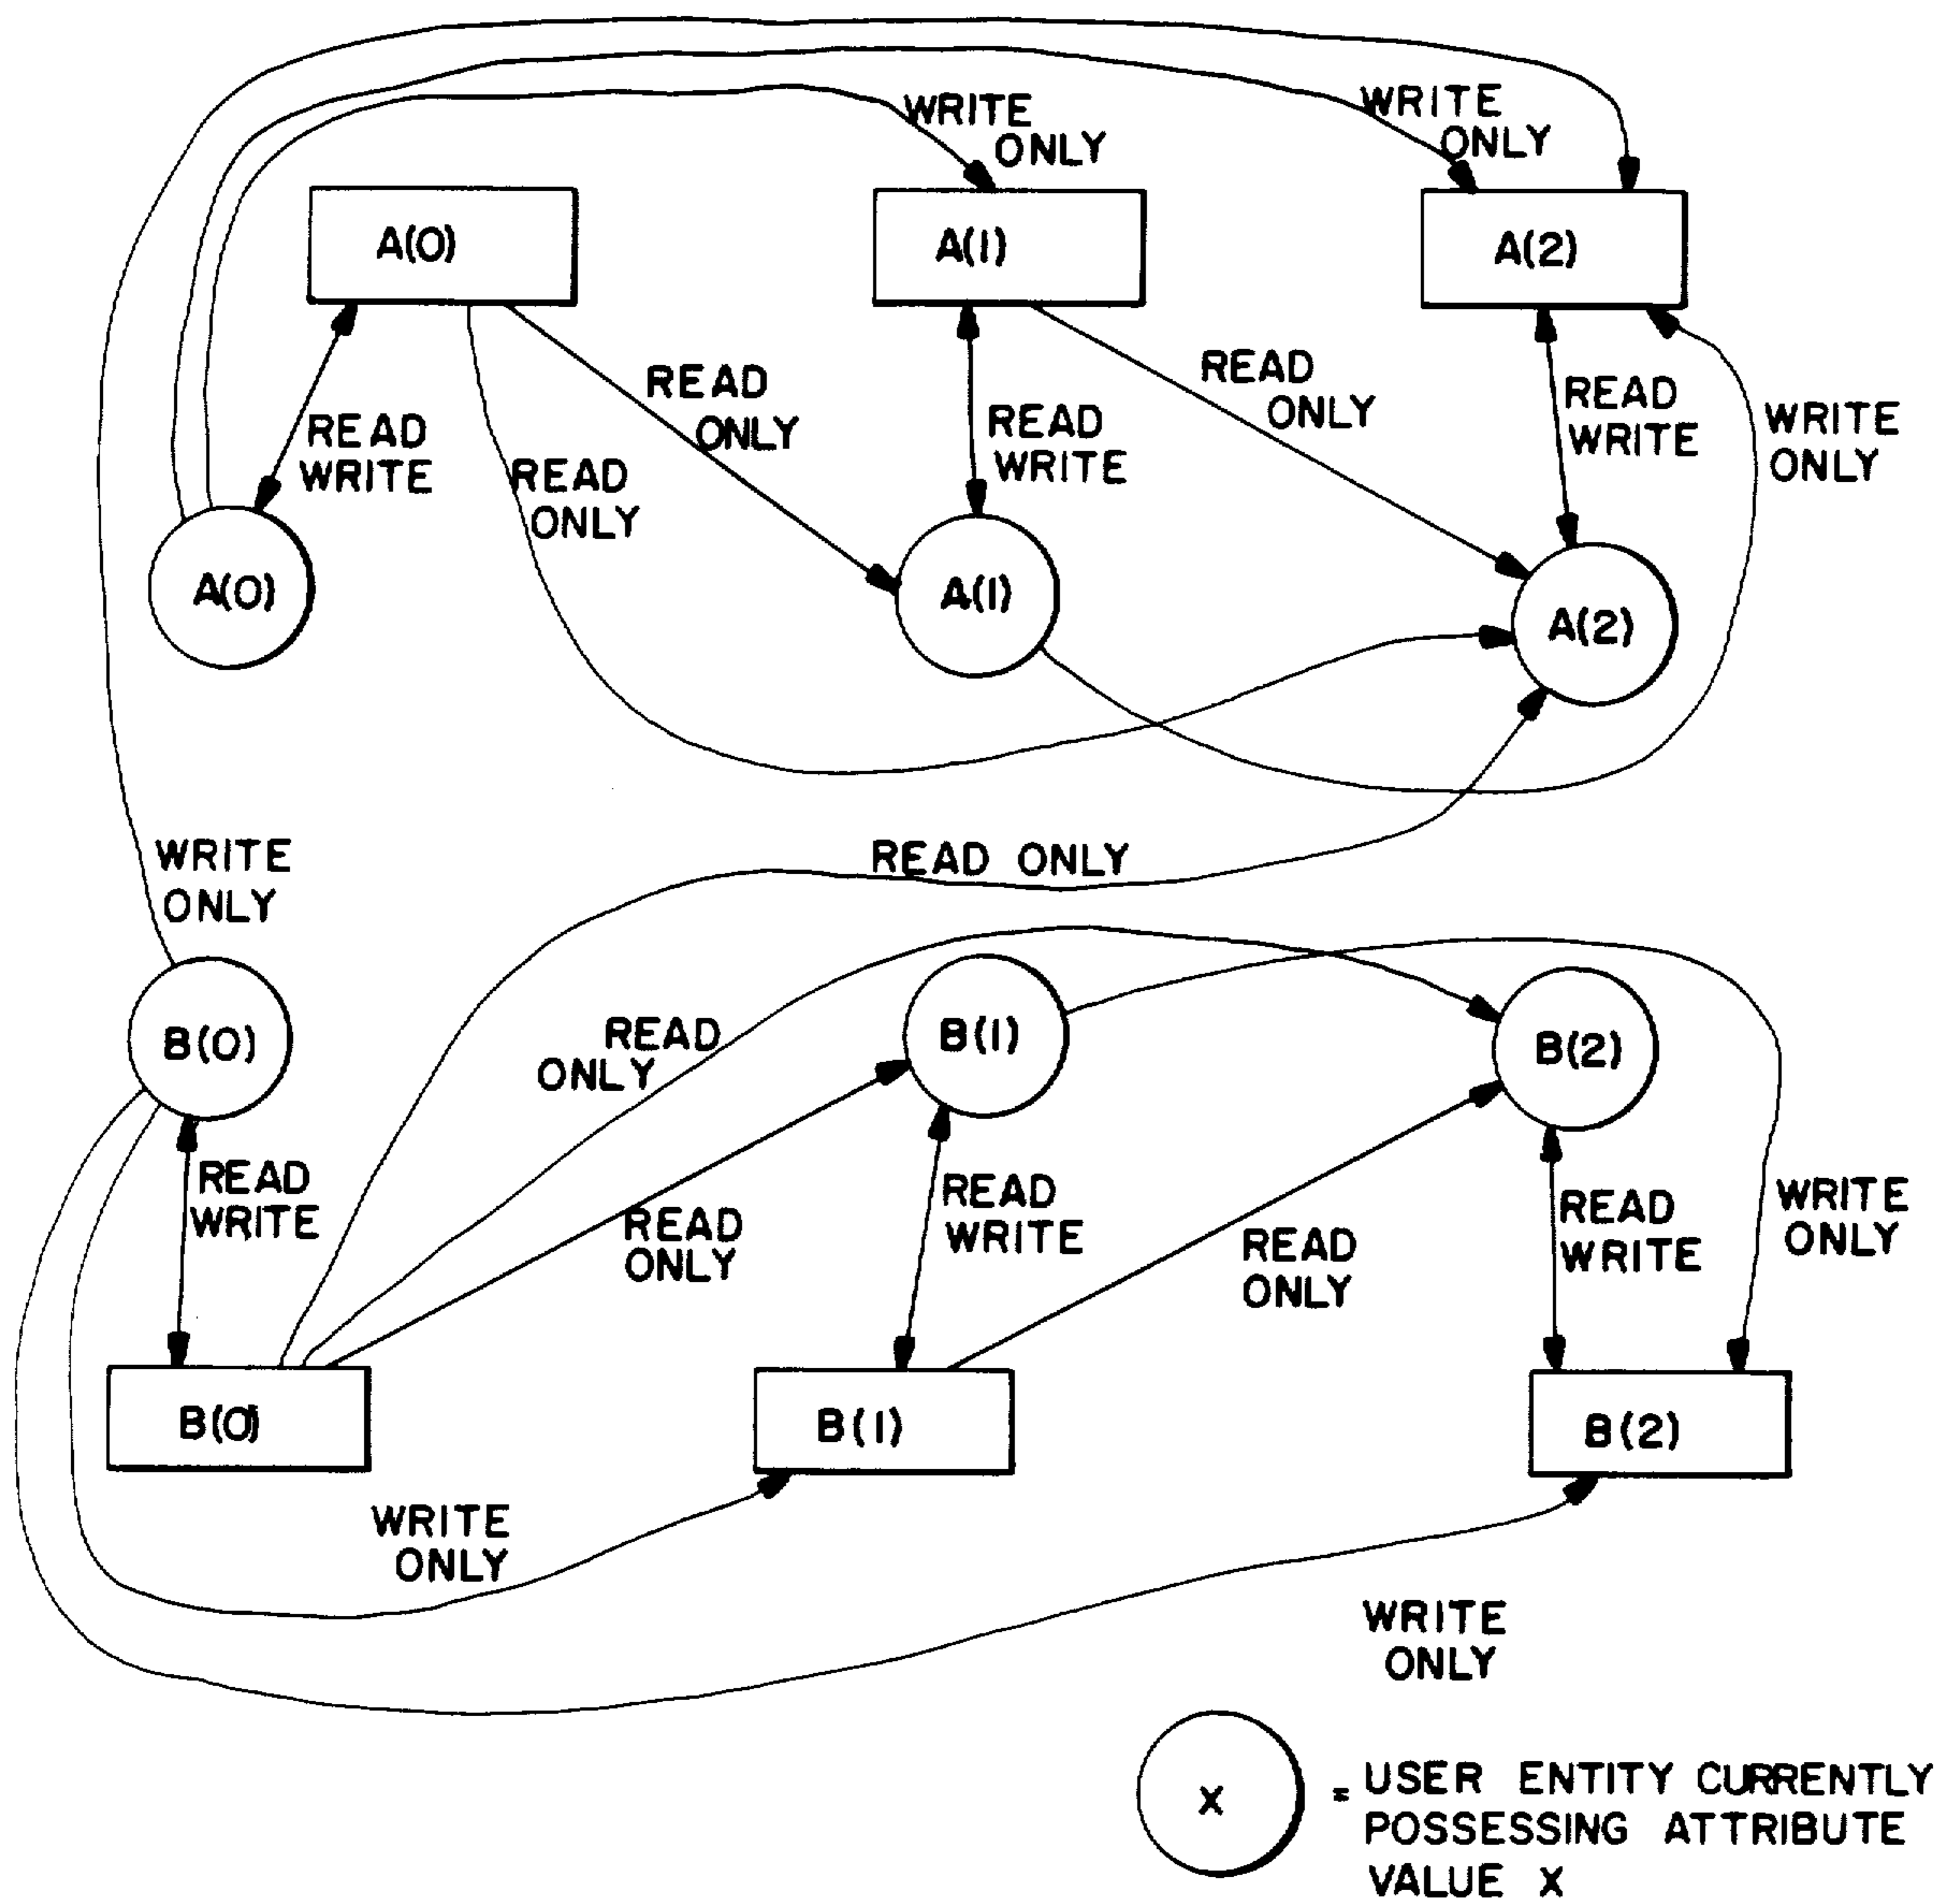 WRITE
ONLY
WRITE
ONLY
A(0)
A(1)
A(2)
READ
ONLY
READ
ONLY
READ
WRITE
READ
WRITE
READ
WRITE
WRITE
ONLY
READ
ONLY
A(0)
A(1)
A(2)
WRITE
ONLY
READ ONLY
B(0)
B(1)
B(2)
READ
ONLY
READ
WRITE
READ
ONLY
READ
WRITE
READ
ONLY
READ
WRITE
WRITE
ONLY
B(0)
B(1)
B(2)
WRITE
ONLY
WRITE
ONLY
X
= USER ENTITY CURRENTLY
POSSESSING ATTRIBUTE
VALUE X